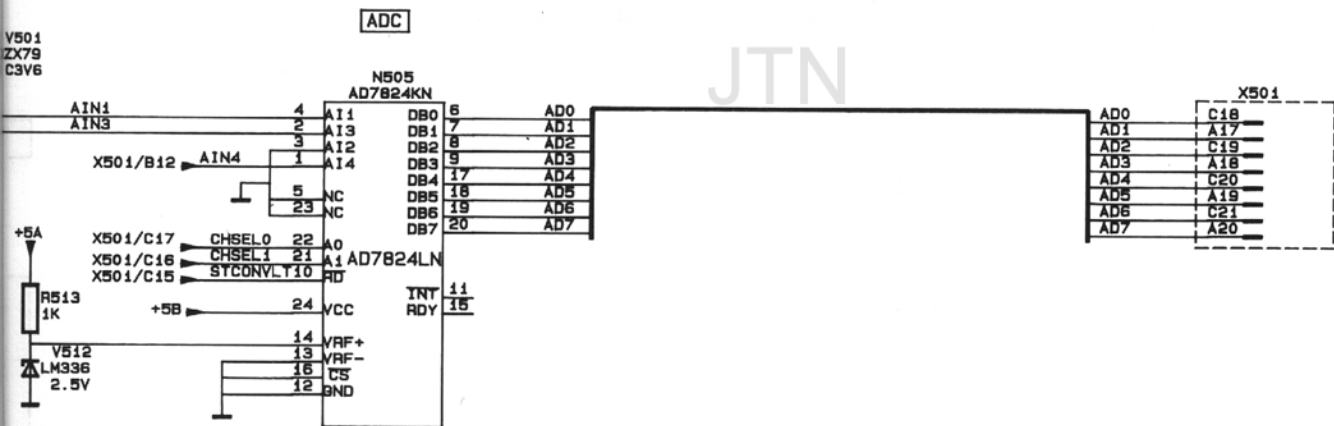 ADC
JTN
V501
ZX79
C3V6
N505
AD7824KN
X501
AIN1 4 AI1 DB0 6 AD0 AD0 C18
AIN3 2 AI3 DB1 7 AD1 AD1 A17
3 AI2 DB2 8 AD2 AD2 C19
X501/B12 AIN4 1 AI4 DB3 9 AD3 AD3 A18
DB4 17 AD4 AD4 C20
5 NC DB5 18 AD5 AD5 A19
23 NC DB6 19 AD6 AD6 C21
DB7 20 AD7 AD7 A20
+5A
X501/C17 CHSEL0 22 A0
X501/C16 CHSEL1 21 A1 AD7824LN
X501/C15 STCONVLT 10 RD
R513
1K
INT 11
+5B 24 VCC RDY 15
14 VRF+
V512 13 VRF-
LM336 16 CS
2.5V 12 GND